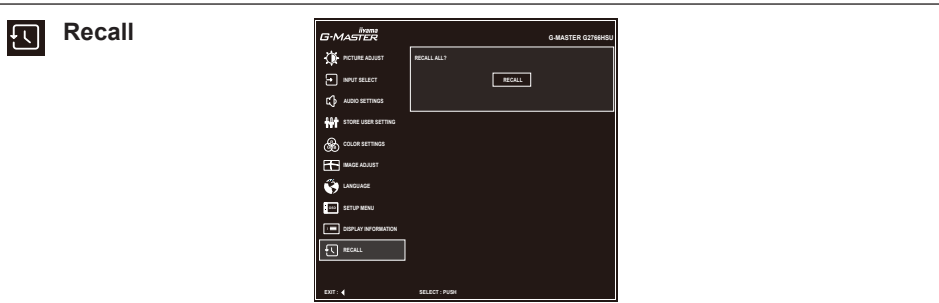 Recall
iiyama
G-MASTER
G-MASTER G2766HSU
PICTURE ADJUST
RECALL ALL?
INPUT SELECT
RECALL
AUDIO SETTINGS
STORE USER SETTING
COLOR SETTINGS
IMAGE ADJUST
LANGUAGE
SETUP MENU
DISPLAY INFORMATION
RECALL
EXIT :
SELECT : PUSH